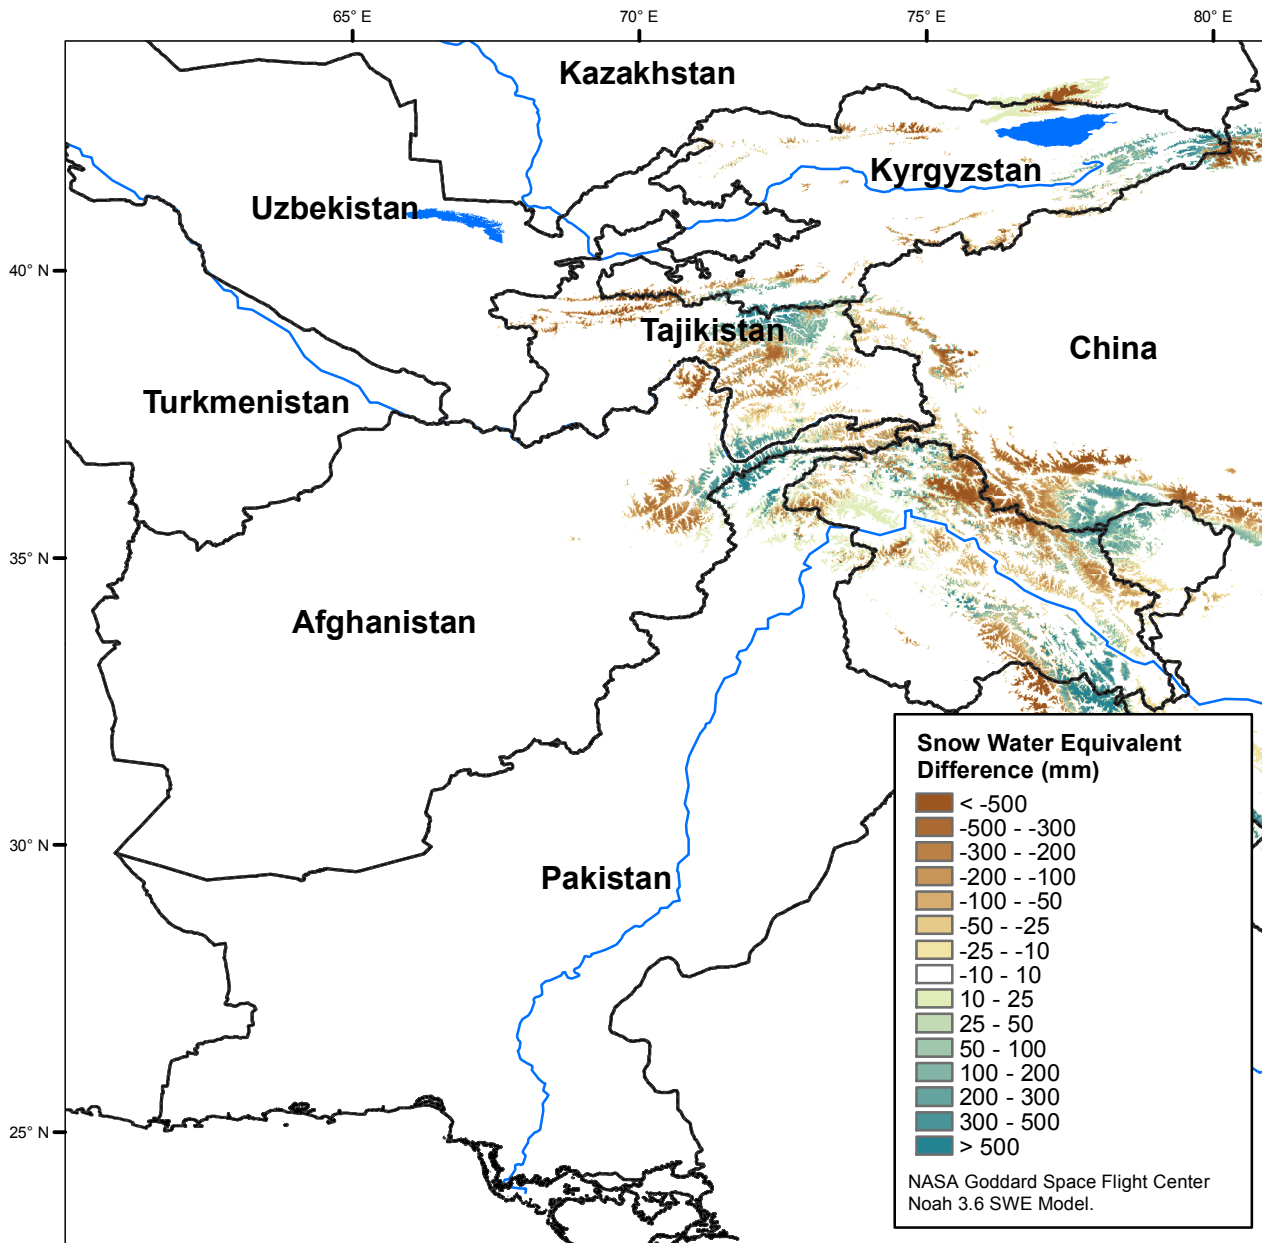 65° E
70° E
75° E
80° E
Kazakhstan
Kyrgyzstan
Uzbekistan
40° N
Tajikistan
China
Turkmenistan
35° N
Afghanistan
Snow Water Equivalent
Difference (mm)
< -500
-500 - -300
-300 - -200
-200 - -100
-100 - -50
-50 - -25
-25 - -10
-10 - 10
10 - 25
25 - 50
50 - 100
100 - 200
200 - 300
300 - 500
> 500
NASA Goddard Space Flight Center
Noah 3.6 SWE Model.
30° N
Pakistan
25° N